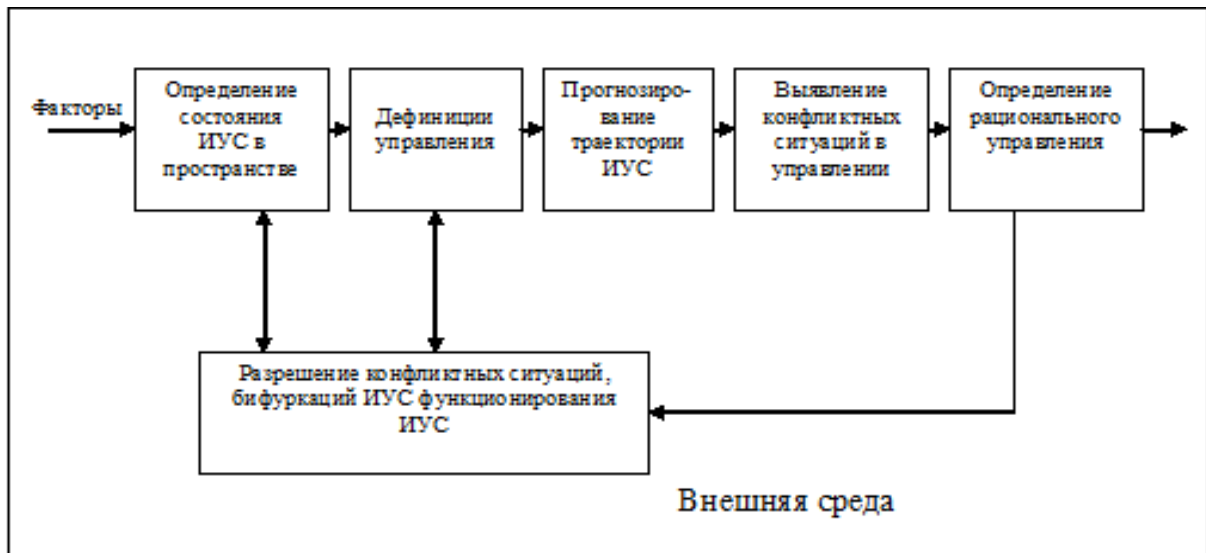 Факторы
Определение
состояния
ИУС в
пространстве
Дефиниции
управления
Прогнозиро-
вание
траектории
ИУС
Выявление
конфликтных
ситуаций в
управлении
Определение
рационального
управления
Разрешение конфликтных ситуаций,
бифуркаций ИУС функционирования
ИУС
Внешняя среда